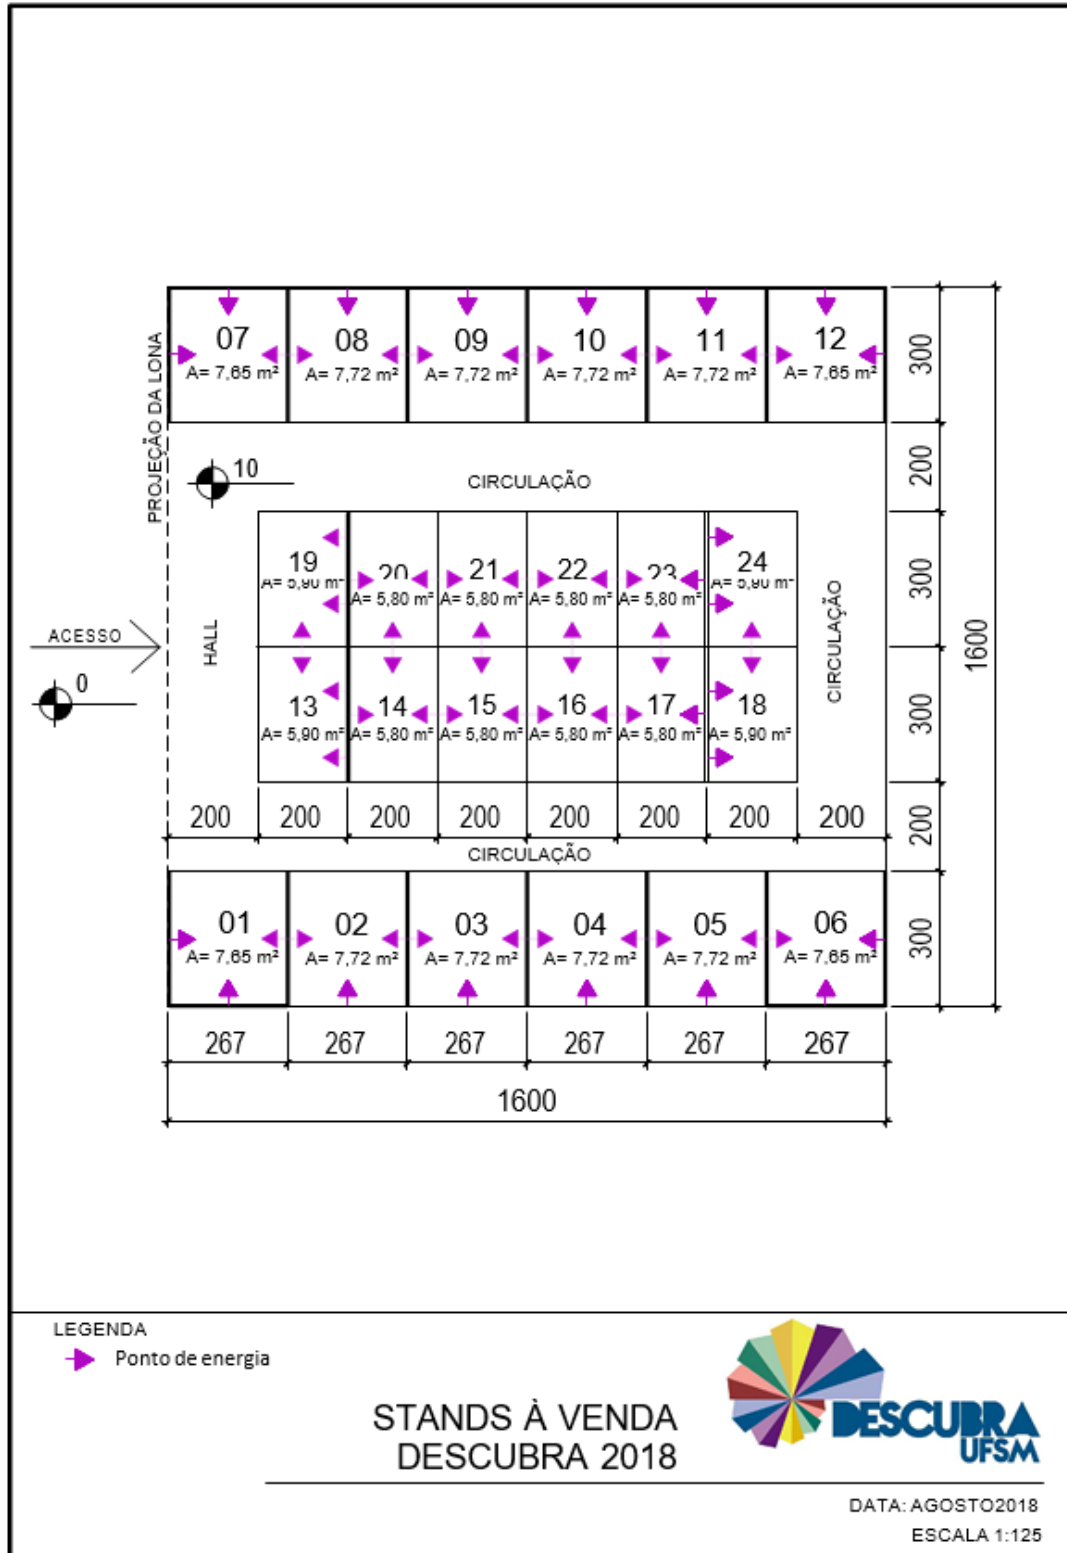 07 08 09 10 11 12
A= 7,65 m² A= 7,72 m² A= 7,72 m² A= 7,72 m² A= 7,72 m² A= 7,65 m²
300
PROJEÇÃO DA LONA
10
CIRCULAÇÃO
200
19 20 21 22 23 24
A= 5,90 m² A= 5,80 m² A= 5,80 m² A= 5,80 m² A= 5,80 m² A= 5,90 m²
300
ACESSO
HALL
CIRCULAÇÃO
1600
0
13 14 15 16 17 18
A= 5,90 m² A= 5,80 m² A= 5,80 m² A= 5,80 m² A= 5,80 m² A= 5,90 m²
300
200 200 200 200 200 200 200 200
200
CIRCULAÇÃO
01 02 03 04 05 06
A= 7,65 m² A= 7,72 m² A= 7,72 m² A= 7,72 m² A= 7,72 m² A= 7,65 m²
300
267 267 267 267 267 267
1600
LEGENDA
Ponto de energia
STANDS À VENDA
DESCUBRA 2018
DESCUBRA
UFSM
DATA: AGOSTO2018
ESCALA 1:125